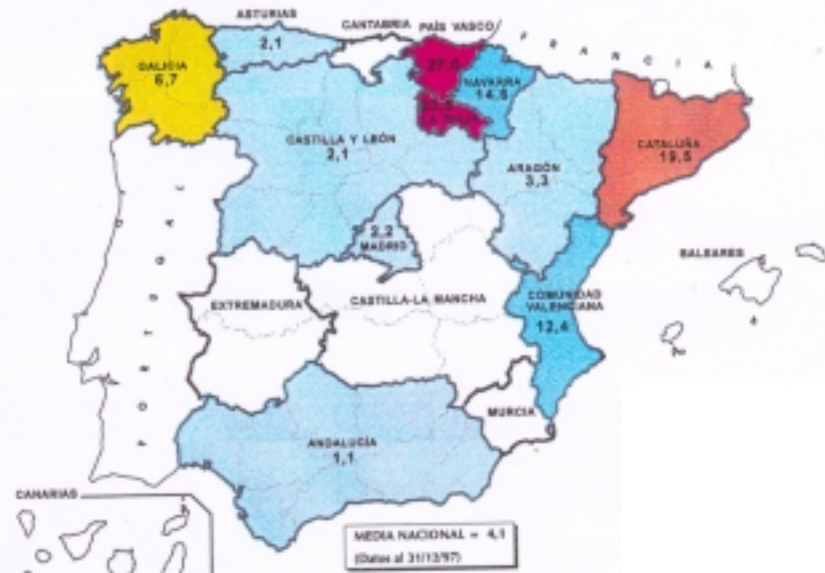 ASTURIAS
2,1
CANTABRIA
PAÍS VASCO
FRANCIA
GALICIA
6,7
NAVARRA
14,5
CASTILLA Y LEÓN
2,1
ARAGÓN
3,3
CATALUÑA
19,5
2,2
MADRID
PORTUGAL
BALEARES
EXTREMADURA
CASTILLA-LA MANCHA
COMUNIDAD
VALENCIANA
12,4
MURCIA
ANDALUCÍA
1,1
CANARIAS
MEDIA NACIONAL = 4,1
(Datos al 31/12/97)